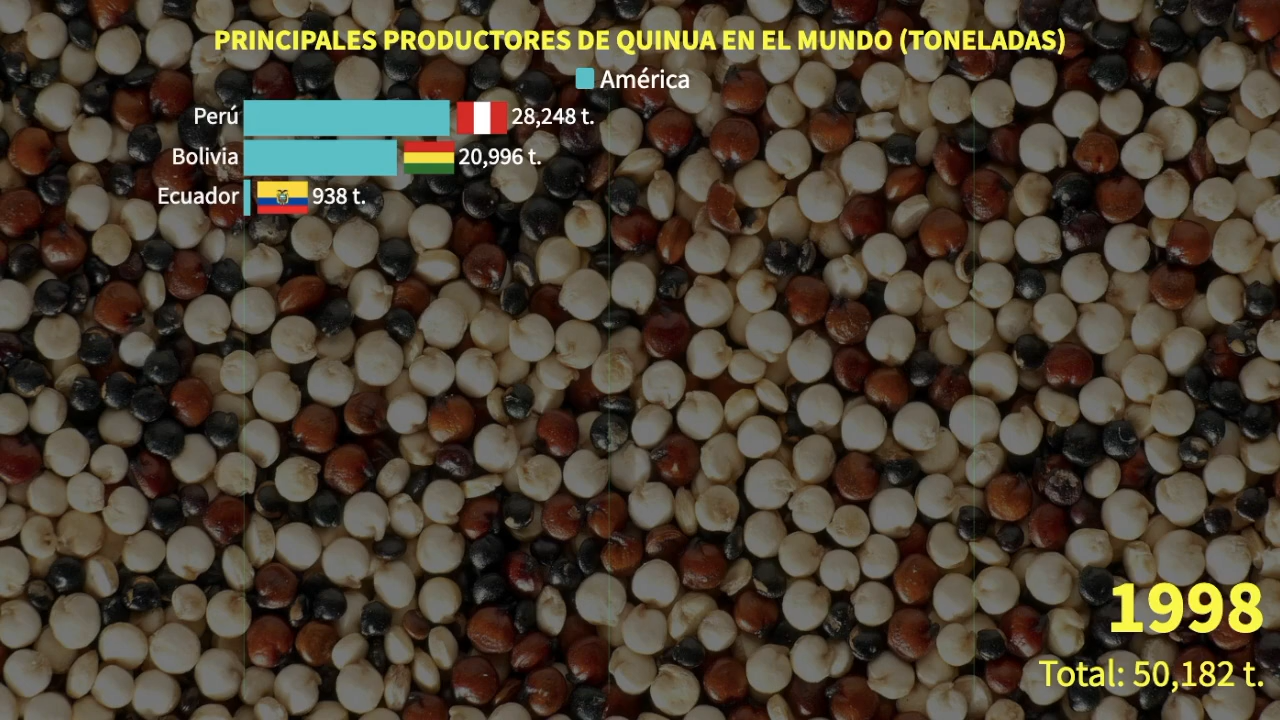 PRINCIPALES PRODUCTORES DE QUINUA EN EL MUNDO (TONELADAS)
América
Perú 28,248 t.
Bolivia 20,996 t.
Ecuador 938 t.
1998
Total: 50,182 t.